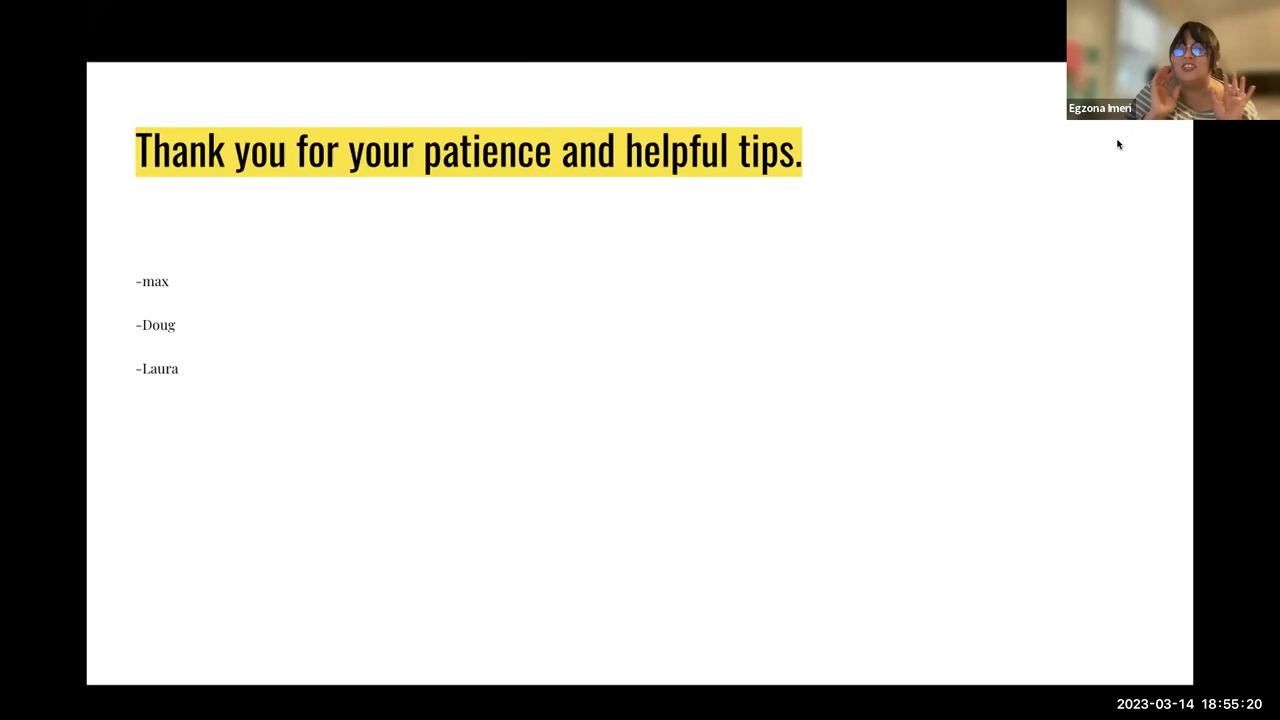 Egzona Imeri
Thank you for your patience and helpful tips.
-max
-Doug
-Laura
2023-03-14 18:55:20